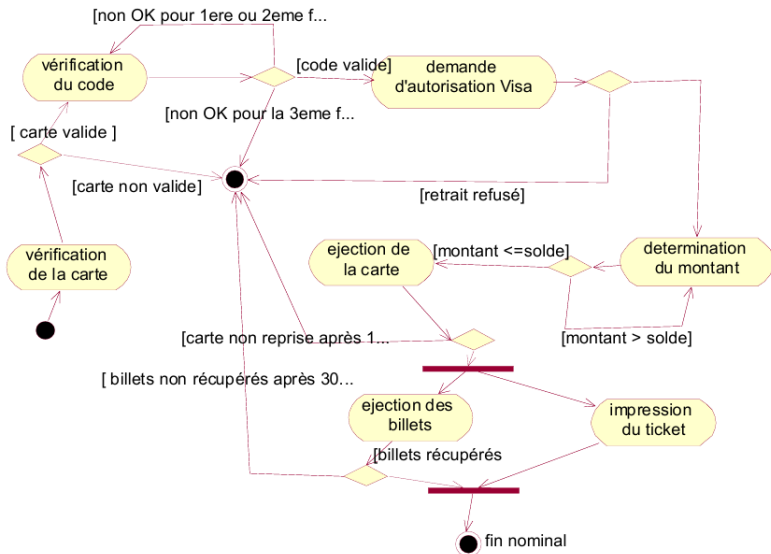 [non OK pour 1ere ou 2eme f...
vérification
du code
[code valide]
demande
d'autorisation Visa
[non OK pour la 3eme f...
[ carte valide ]
[carte non valide]
[retrait refusé]
vérification
de la carte
ejection de
la carte
[montant <=solde]
determination
du montant
[carte non reprise après 1...
[montant > solde]
[ billets non récupérés après 30...
ejection des
billets
impression
du ticket
[billets récupérés
fin nominal